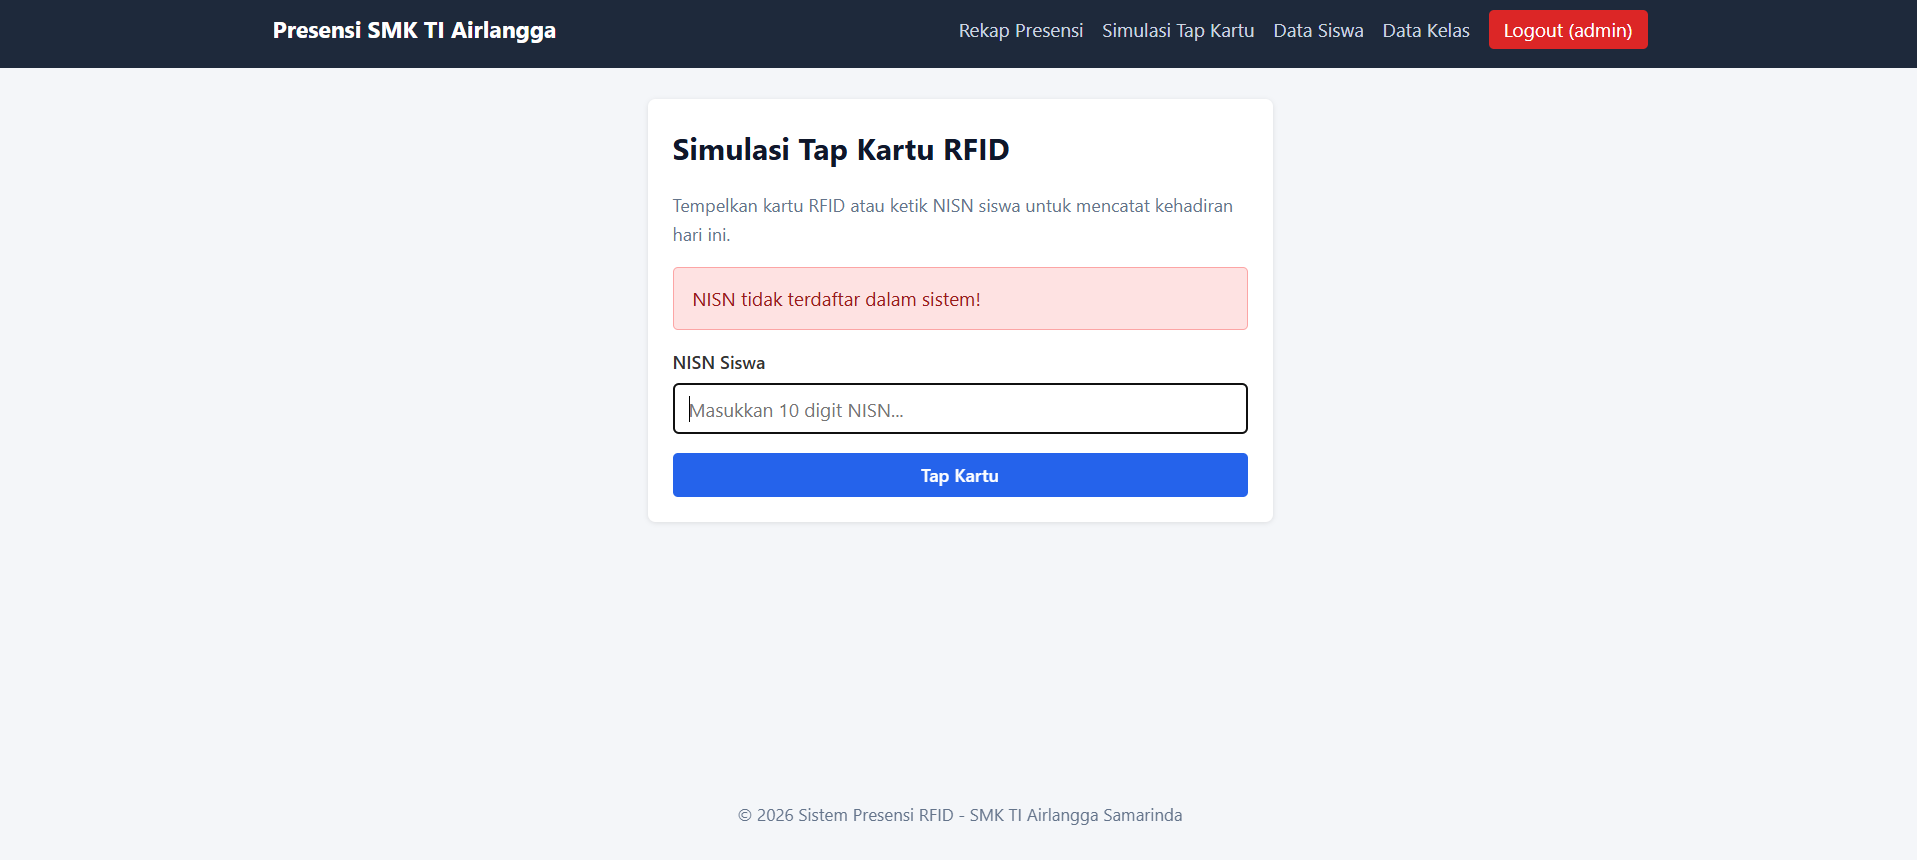 Presensi SMK TI Airlangga
Rekap Presensi Simulasi Tap Kartu Data Siswa Data Kelas Logout (admin)
Simulasi Tap Kartu RFID
Tempelkan kartu RFID atau ketik NISN siswa untuk mencatat kehadiran
hari ini.
NISN tidak terdaftar dalam sistem!
NISN Siswa
Masukkan 10 digit NISN...
Tap Kartu
© 2026 Sistem Presensi RFID - SMK TI Airlangga Samarinda